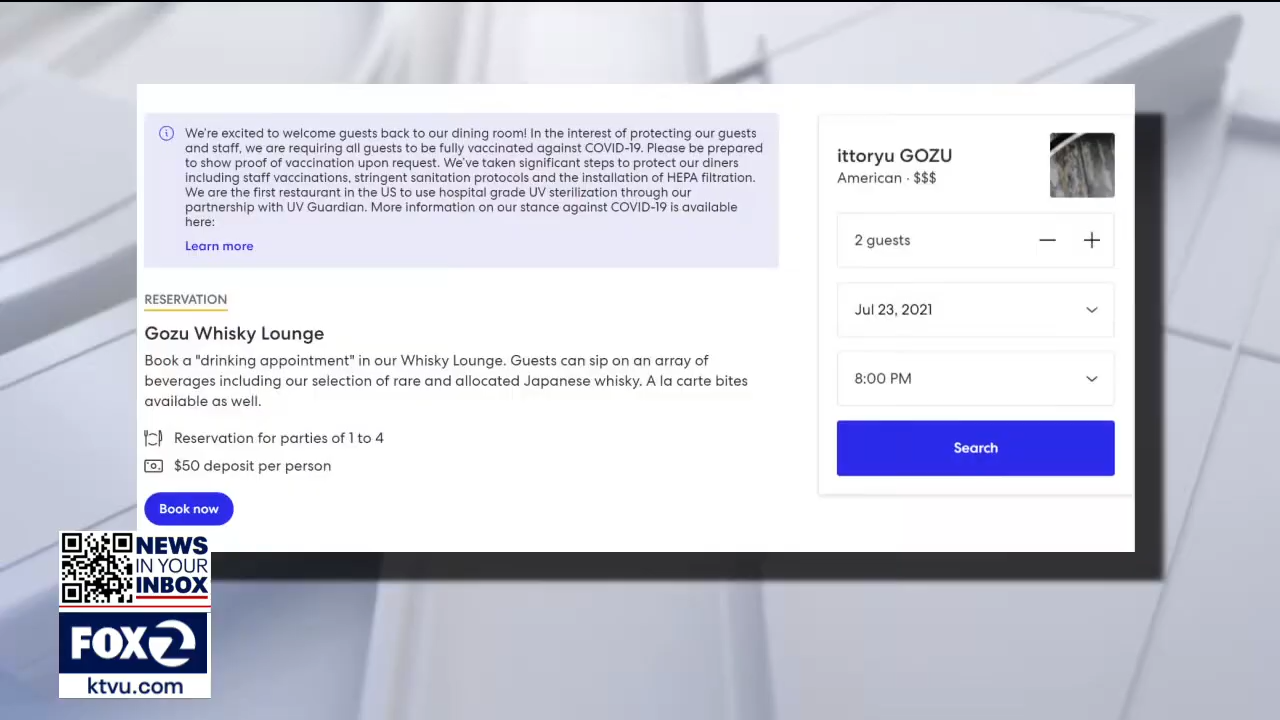 We're excited to welcome guests back to our dining room! In the interest of protecting our guests
and staff, we are requiring all guests to be fully vaccinated against COVID-19. Please be prepared
to show proof of vaccination upon request. We've taken significant steps to protect our diners
including staff vaccinations, stringent sanitation protocols and the installation of HEPA filtration.
We are the first restaurant in the US to use hospital grade UV sterilization through our
partnership with UV Guardian. More information on our stance against COVID-19 is available
here:
Learn more
RESERVATION
Gozu Whisky Lounge
Book a "drinking appointment" in our Whisky Lounge. Guests can sip on an array of
beverages including our selection of rare and allocated Japanese whisky. A la carte bites
available as well.
Reservation for parties of 1 to 4
$50 deposit per person
Book now
ittoryu GOZU
American · $$$
2 guests
Jul 23, 2021
8:00 PM
Search
NEWS
IN YOUR
INBOX
FOX 2
ktvu.com